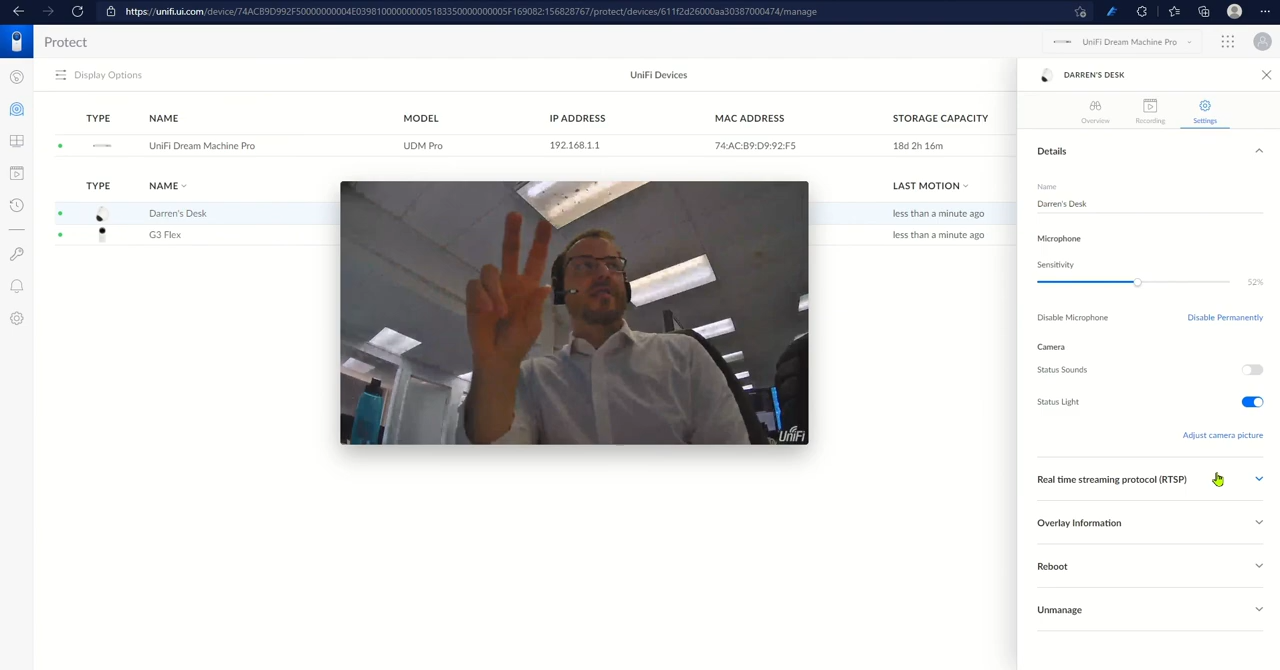 https://unifi.ui.com/device/74ACB9D992F50000000004E0398100000000051833500000000005F169082:156828767/protect/devices/611f2d26000aa30387000474/manage
Protect
UniFi Dream Machine Pro
Display Options
UniFi Devices
TYPE NAME MODEL IP ADDRESS MAC ADDRESS STORAGE CAPACITY
UniFi Dream Machine Pro UDM Pro 192.168.1.1 74:AC:B9:D9:92:F5 18d 2h 16m
TYPE NAME LAST MOTION
Darren's Desk less than a minute ago
G3 Flex less than a minute ago
UniFi
DARREN'S DESK
Overview Recording Settings
Details
Name
Darren's Desk
Microphone
Sensitivity
52%
Disable Microphone Disable Permanently
Camera
Status Sounds
Status Light
Adjust camera picture
Real time streaming protocol (RTSP)
Overlay Information
Reboot
Unmanage